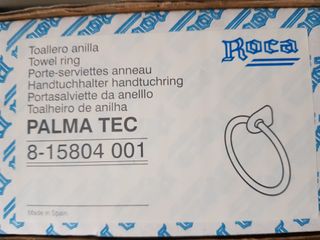 Toallero anilla
Towel ring
Porte-serviettes anneau
Handtuchhalter handtuchring
Portasalviette da anelllo
Toalheiro de anilha
PALMA TEC
8-15804 001
Made in Spain
Roca